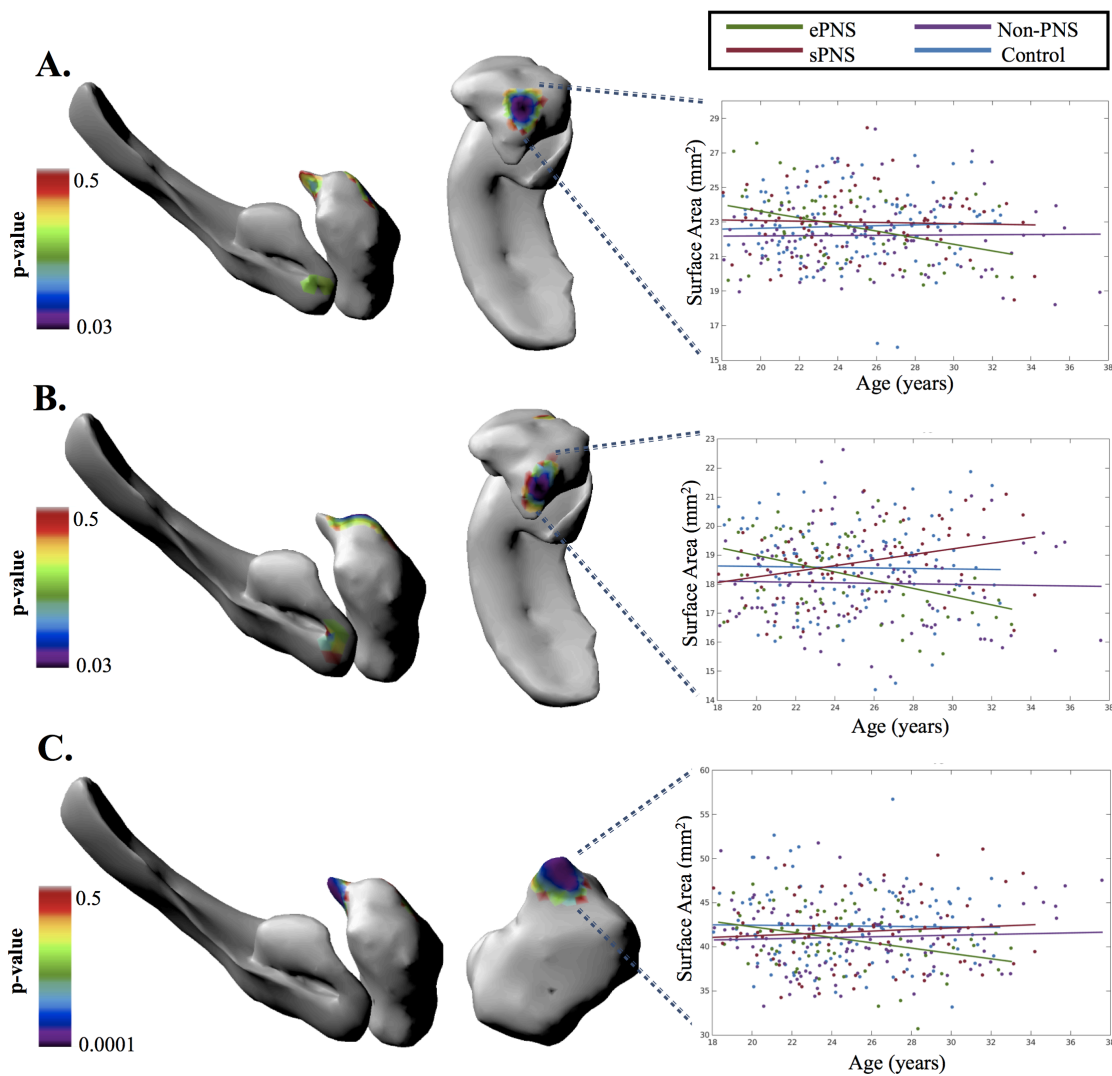 ePNS Non-PNS
sPNS Control
A.
p-value
0.5
0.03
Surface Area (mm²)
29
27
25
23
21
19
17
15
18 20 22 24 26 28 30 32 34 36 38
Age (years)
B.
p-value
0.5
0.03
Surface Area (mm²)
23
22
21
20
19
18
17
16
15
14
18 20 22 24 26 28 30 32 34 36 38
Age (years)
C.
p-value
0.5
0.0001
Surface Area (mm²)
60
55
50
45
40
35
30
18 20 22 24 26 28 30 32 34 36 38
Age (years)